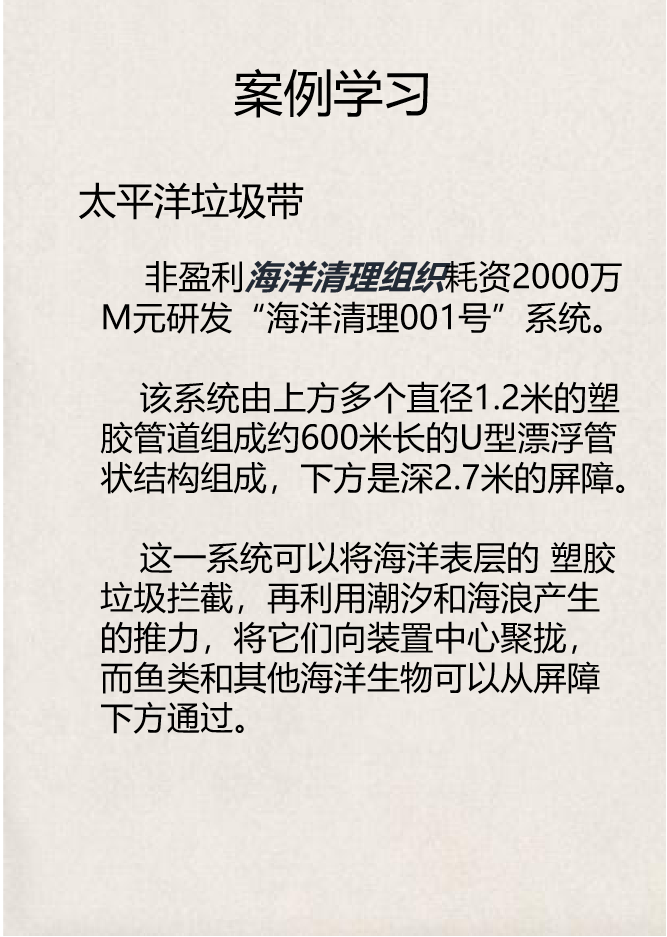 案例学习
太平洋垃圾带
非盈利海洋清理组织耗资2000万
M元研发“海洋清理001号”系统。
该系统由上方多个直径1.2米的塑
胶管道组成约600米长的U型漂浮管
状结构组成，下方是深2.7米的屏障。
这一系统可以将海洋表层的 塑胶
垃圾拦截，再利用潮汐和海浪产生
的推力，将它们向装置中心聚拢，
而鱼类和其他海洋生物可以从屏障
下方通过。